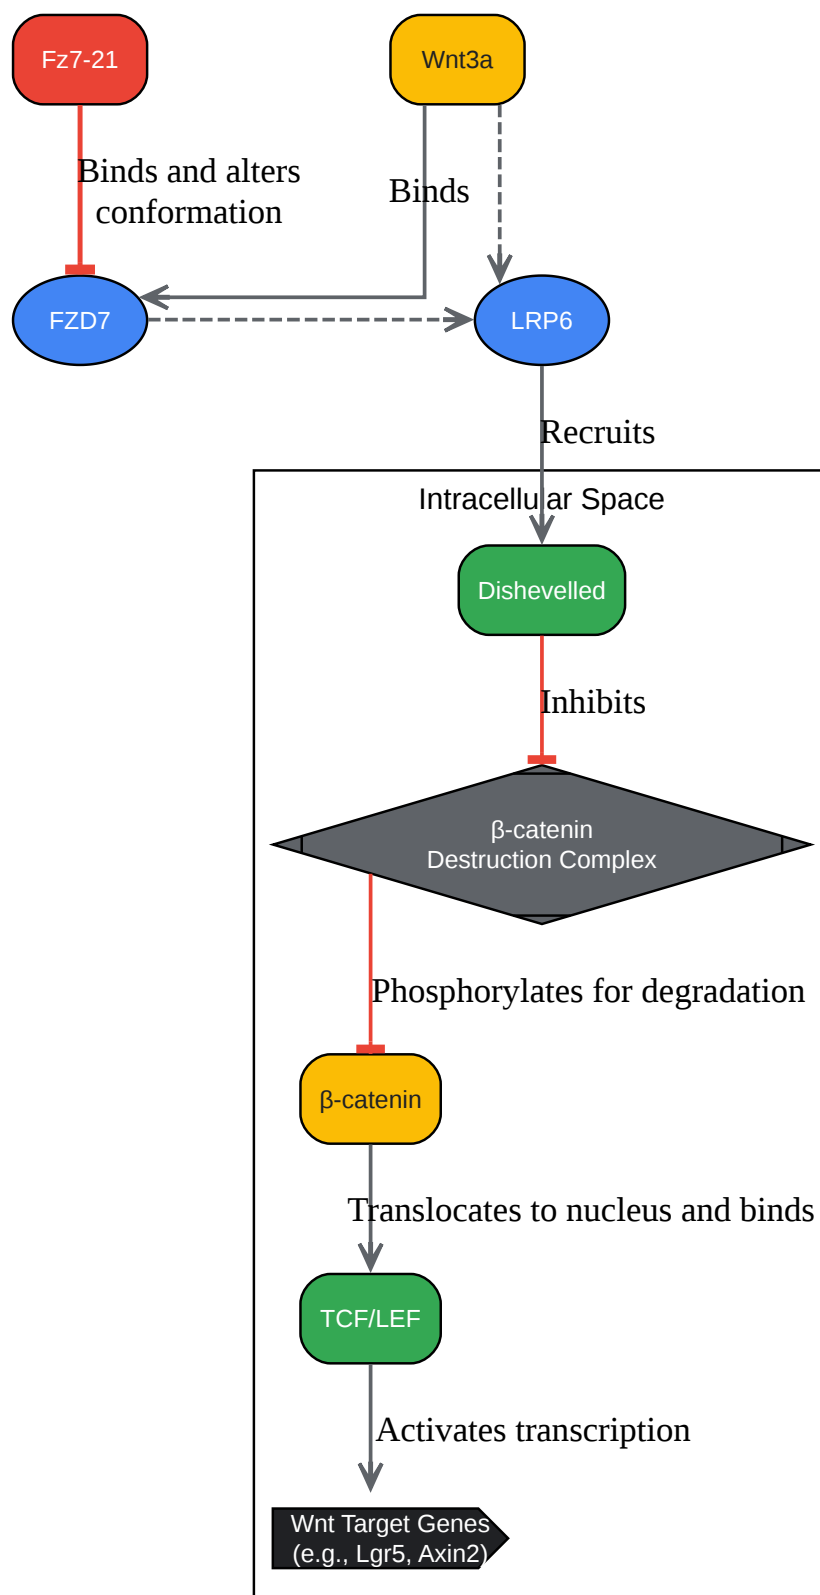 Fz7-21
Wnt3a
Binds and alters
conformation
Binds
FZD7
LRP6
Recruits
Intracellular Space
Dishevelled
Inhibits
β-catenin
Destruction Complex
Phosphorylates for degradation
β-catenin
Translocates to nucleus and binds
TCF/LEF
Activates transcription
Wnt Target Genes
(e.g., Lgr5, Axin2)